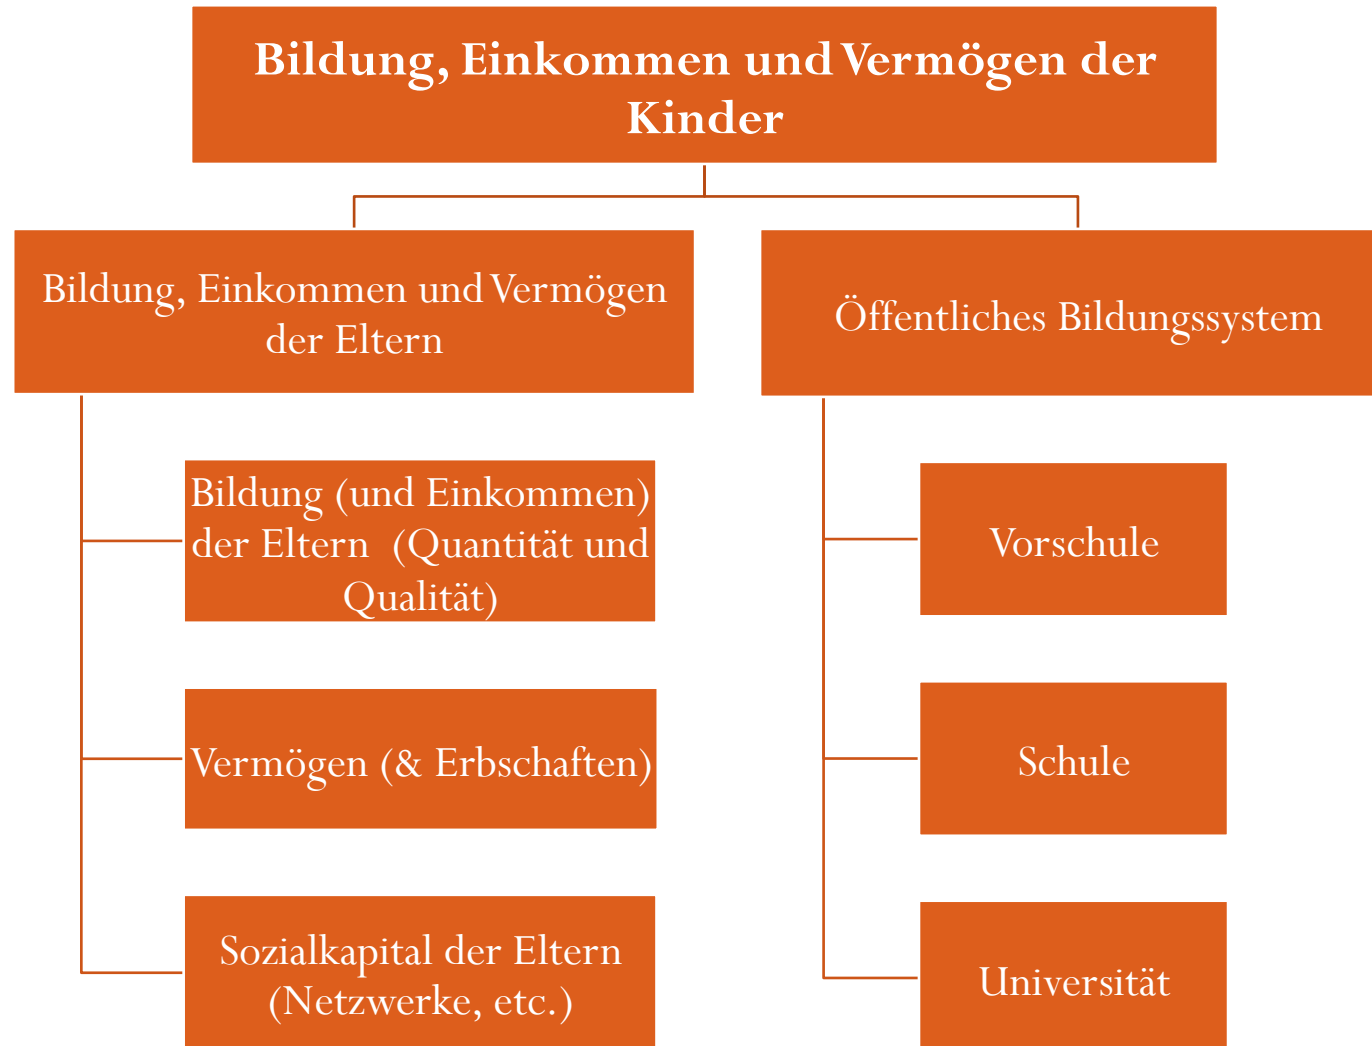 Bildung, Einkommen und Vermögen der
Kinder
Bildung, Einkommen und Vermögen
der Eltern
Bildung (und Einkommen)
der Eltern (Quantität und
Qualität)
Vermögen (& Erbschaften)
Sozialkapital der Eltern
(Netzwerke, etc.)
Öffentliches Bildungssystem
Vorschule
Schule
Universität